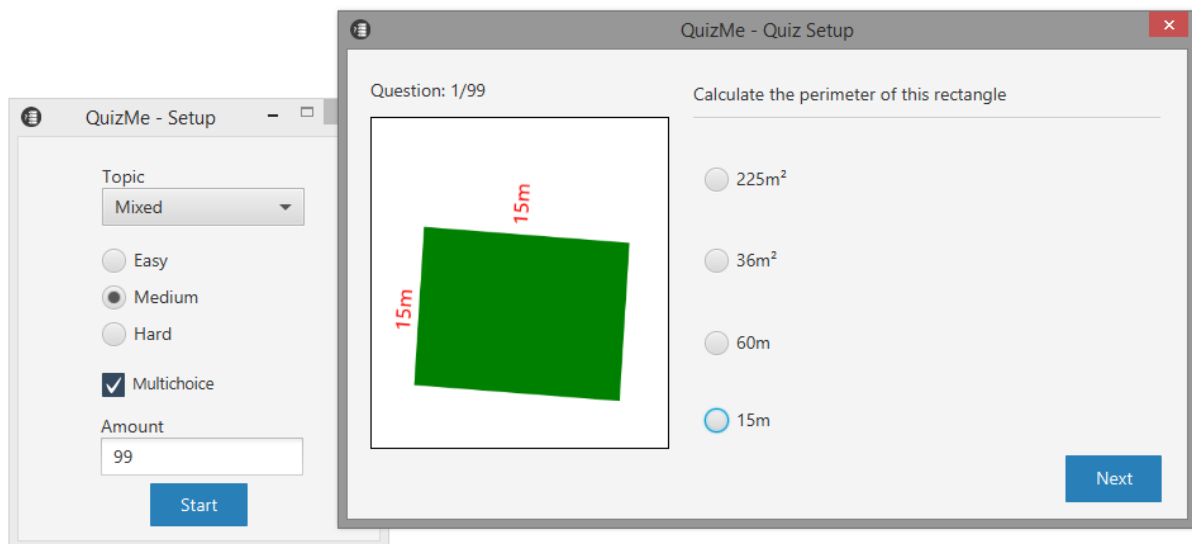 QuizMe - Setup
Topic
Mixed
Easy
Medium
Hard
Multichoice
Amount
99
Start
QuizMe - Quiz Setup
Question: 1/99
15m
15m
Calculate the perimeter of this rectangle
225m²
36m²
60m
15m
Next